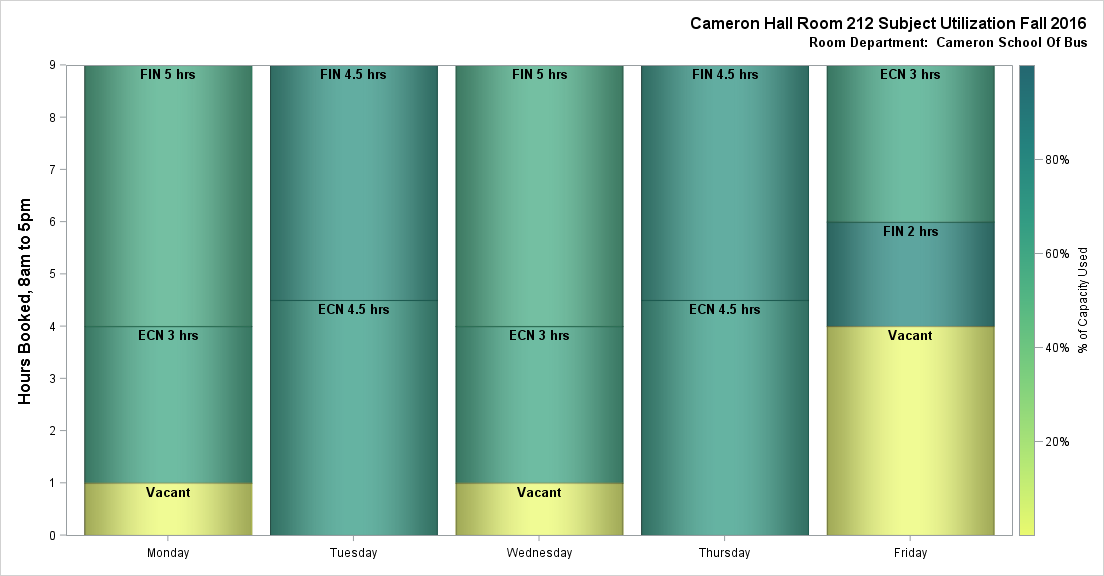 Cameron Hall Room 212 Subject Utilization Fall 2016
Room Department:  Cameron School Of Bus
Hours Booked, 8am to 5pm
9
8
7
6
5
4
3
2
1
0
FIN 5 hrs
ECN 3 hrs
Vacant
FIN 4.5 hrs
ECN 4.5 hrs
FIN 5 hrs
ECN 3 hrs
Vacant
FIN 4.5 hrs
ECN 4.5 hrs
ECN 3 hrs
FIN 2 hrs
Vacant
Monday
Tuesday
Wednesday
Thursday
Friday
80%
60%
40%
20%
% of Capacity Used